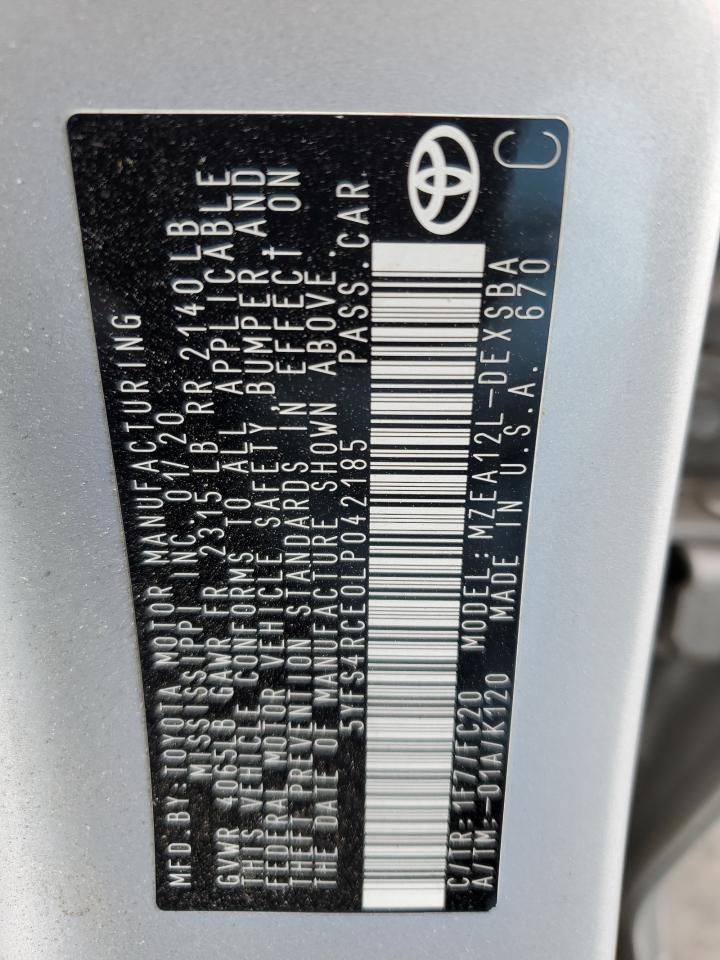 MFD.BY:TOYOTA MOTOR MANUFACTURING
MISSISSIPPI INC. 01/20
GVWR 4065LB GAWR FR 2315LB RR 2140LB
THIS VEHICLE CONFORMS TO ALL APPLICABLE
FEDERAL MOTOR VEHICLE SAFETY, BUMPER AND
THEFT PREVENTION STANDARDS IN EFFECT ON
THE DATE OF MANUFACTURE SHOWN ABOVE.
5YFS4RCE0LP042185 PASS.CAR
C/TR:1F7/FC20 MODEL:MZEA12L-DEXSBA
A/TM:-01A/K120 MADE IN U.S.A. 670
C